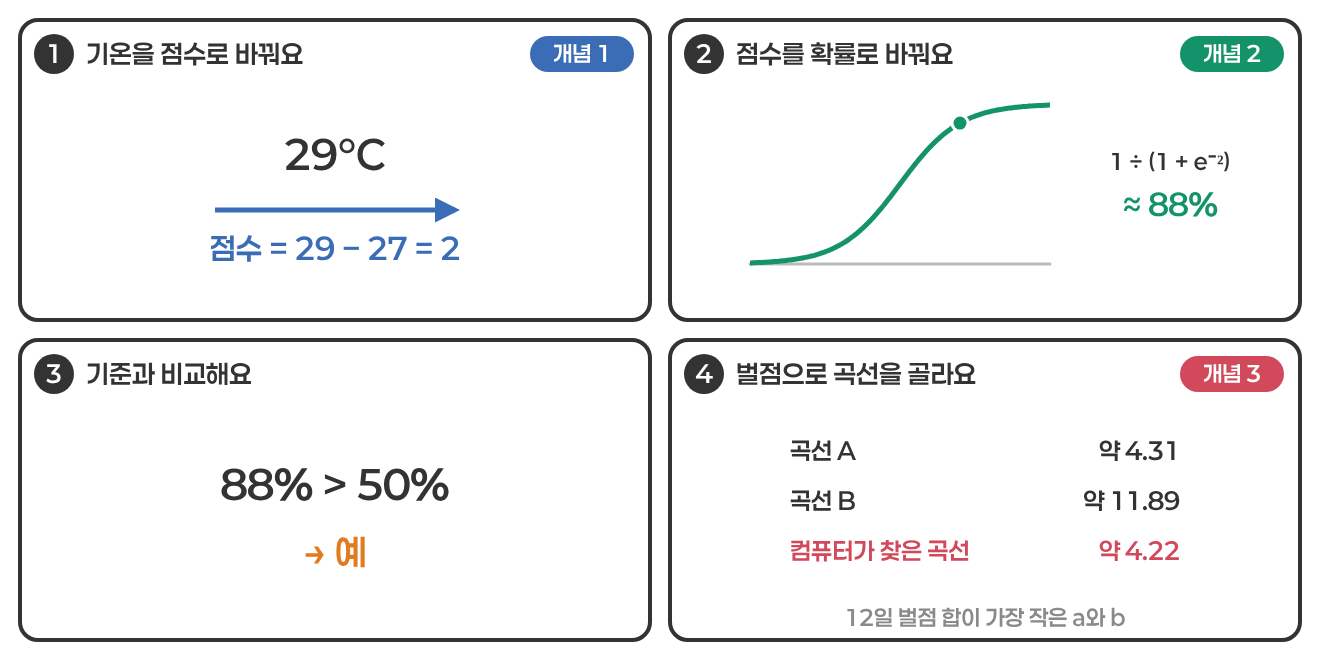 1 기온을 점수로 바꿔요
개념 1
29°C
점수 = 29 − 27 = 2
2 점수를 확률로 바꿔요
개념 2
1 ÷ (1 + e⁻²)
≈ 88%
3 기준과 비교해요
88% > 50%
→ 예
4 벌점으로 곡선을 골라요
개념 3
곡선 A 약 4.31
곡선 B 약 11.89
컴퓨터가 찾은 곡선 약 4.22
12일 벌점 합이 가장 작은 a와 b